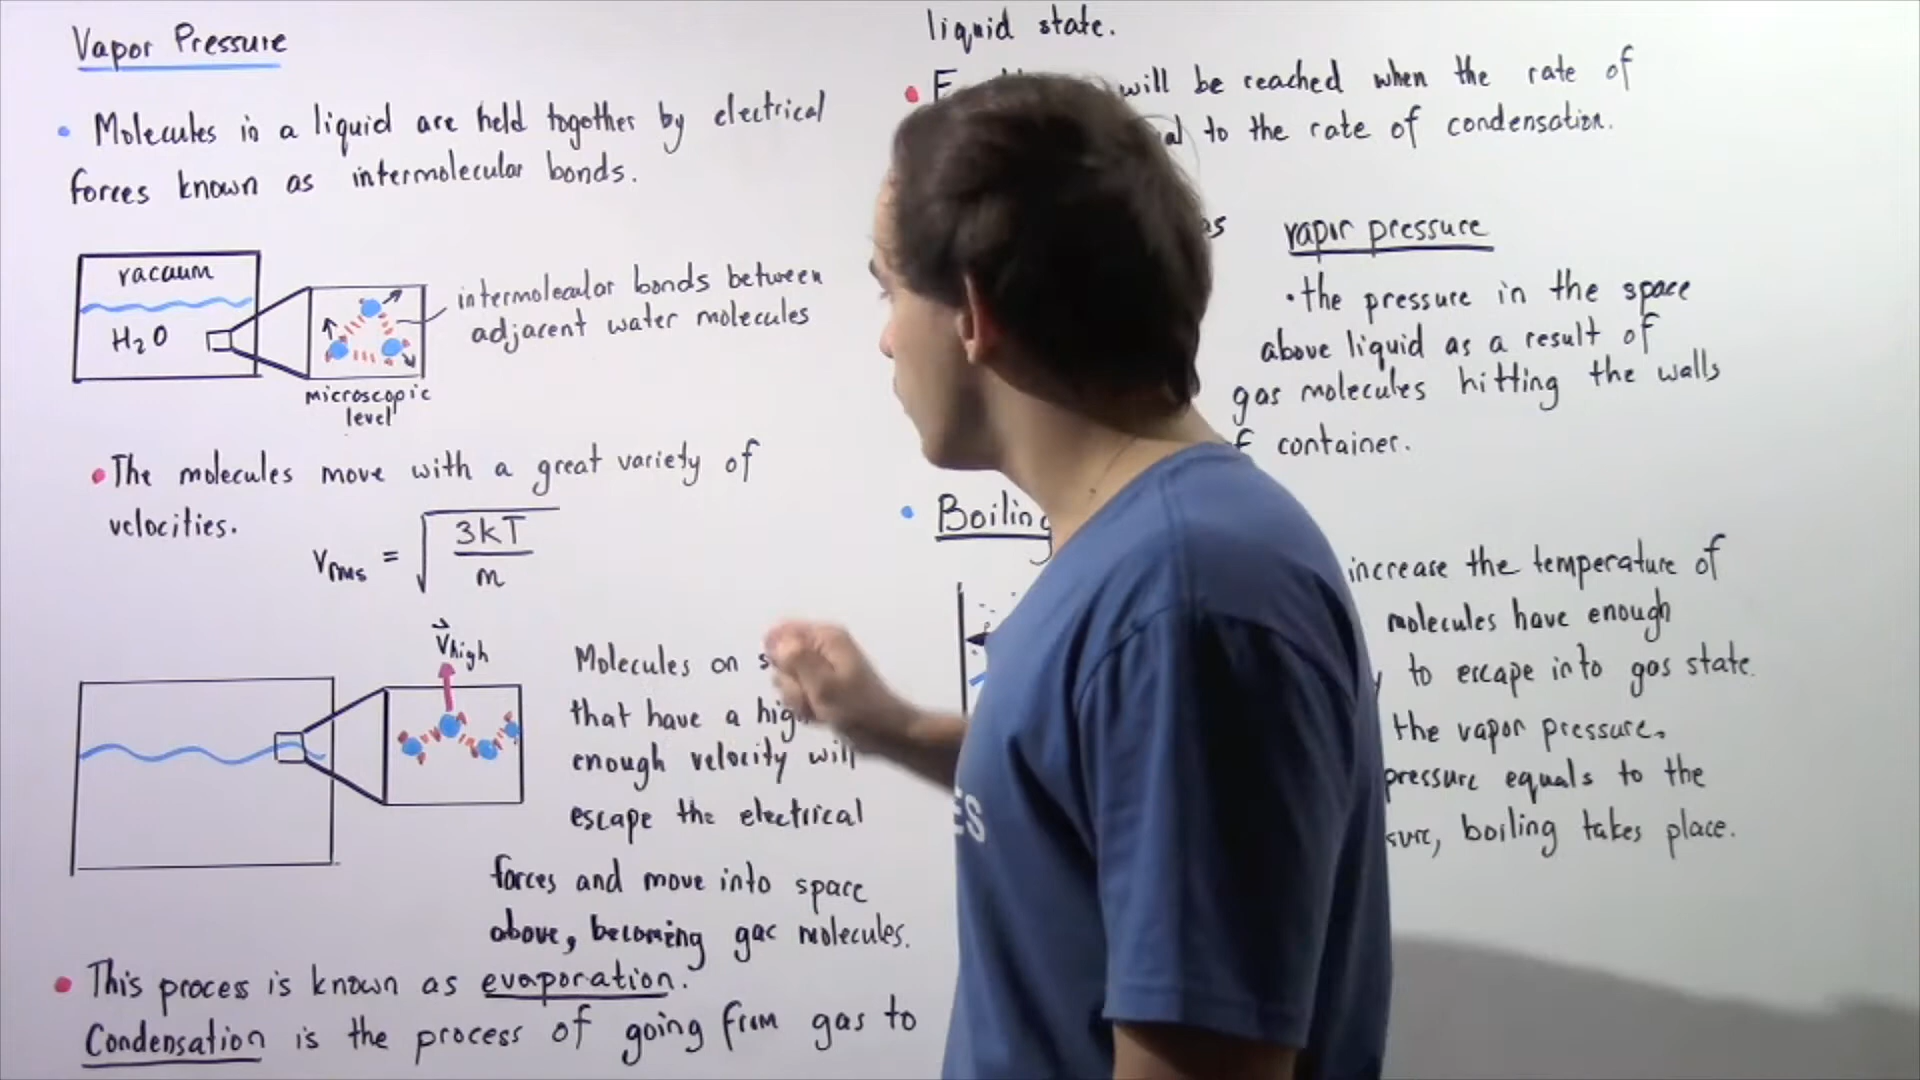 Vapor Pressure
• Molecules in a liquid are held together by electrical
forces known as intermolecular bonds.
vacuum
H2O
intermolecular bonds between
adjacent water molecules
microscopic
level
• The molecules move with a great variety of
velocities.
Vrms = √(3kT/m)
Vhigh
Molecules on
that have a high
enough velocity will
escape the electrical
forces and move into space
above, becoming gas molecules.
• This process is known as evaporation.
Condensation is the process of going from gas to
liquid state.
• will be reached when the rate of
to the rate of condensation.
vapor pressure
• the pressure in the space
above liquid as a result of
gas molecules hitting the walls
container.
• Boiling
increase the temperature of
molecules have enough
to escape into gas state.
the vapor pressure.
pressure equals to the
boiling takes place.
ES